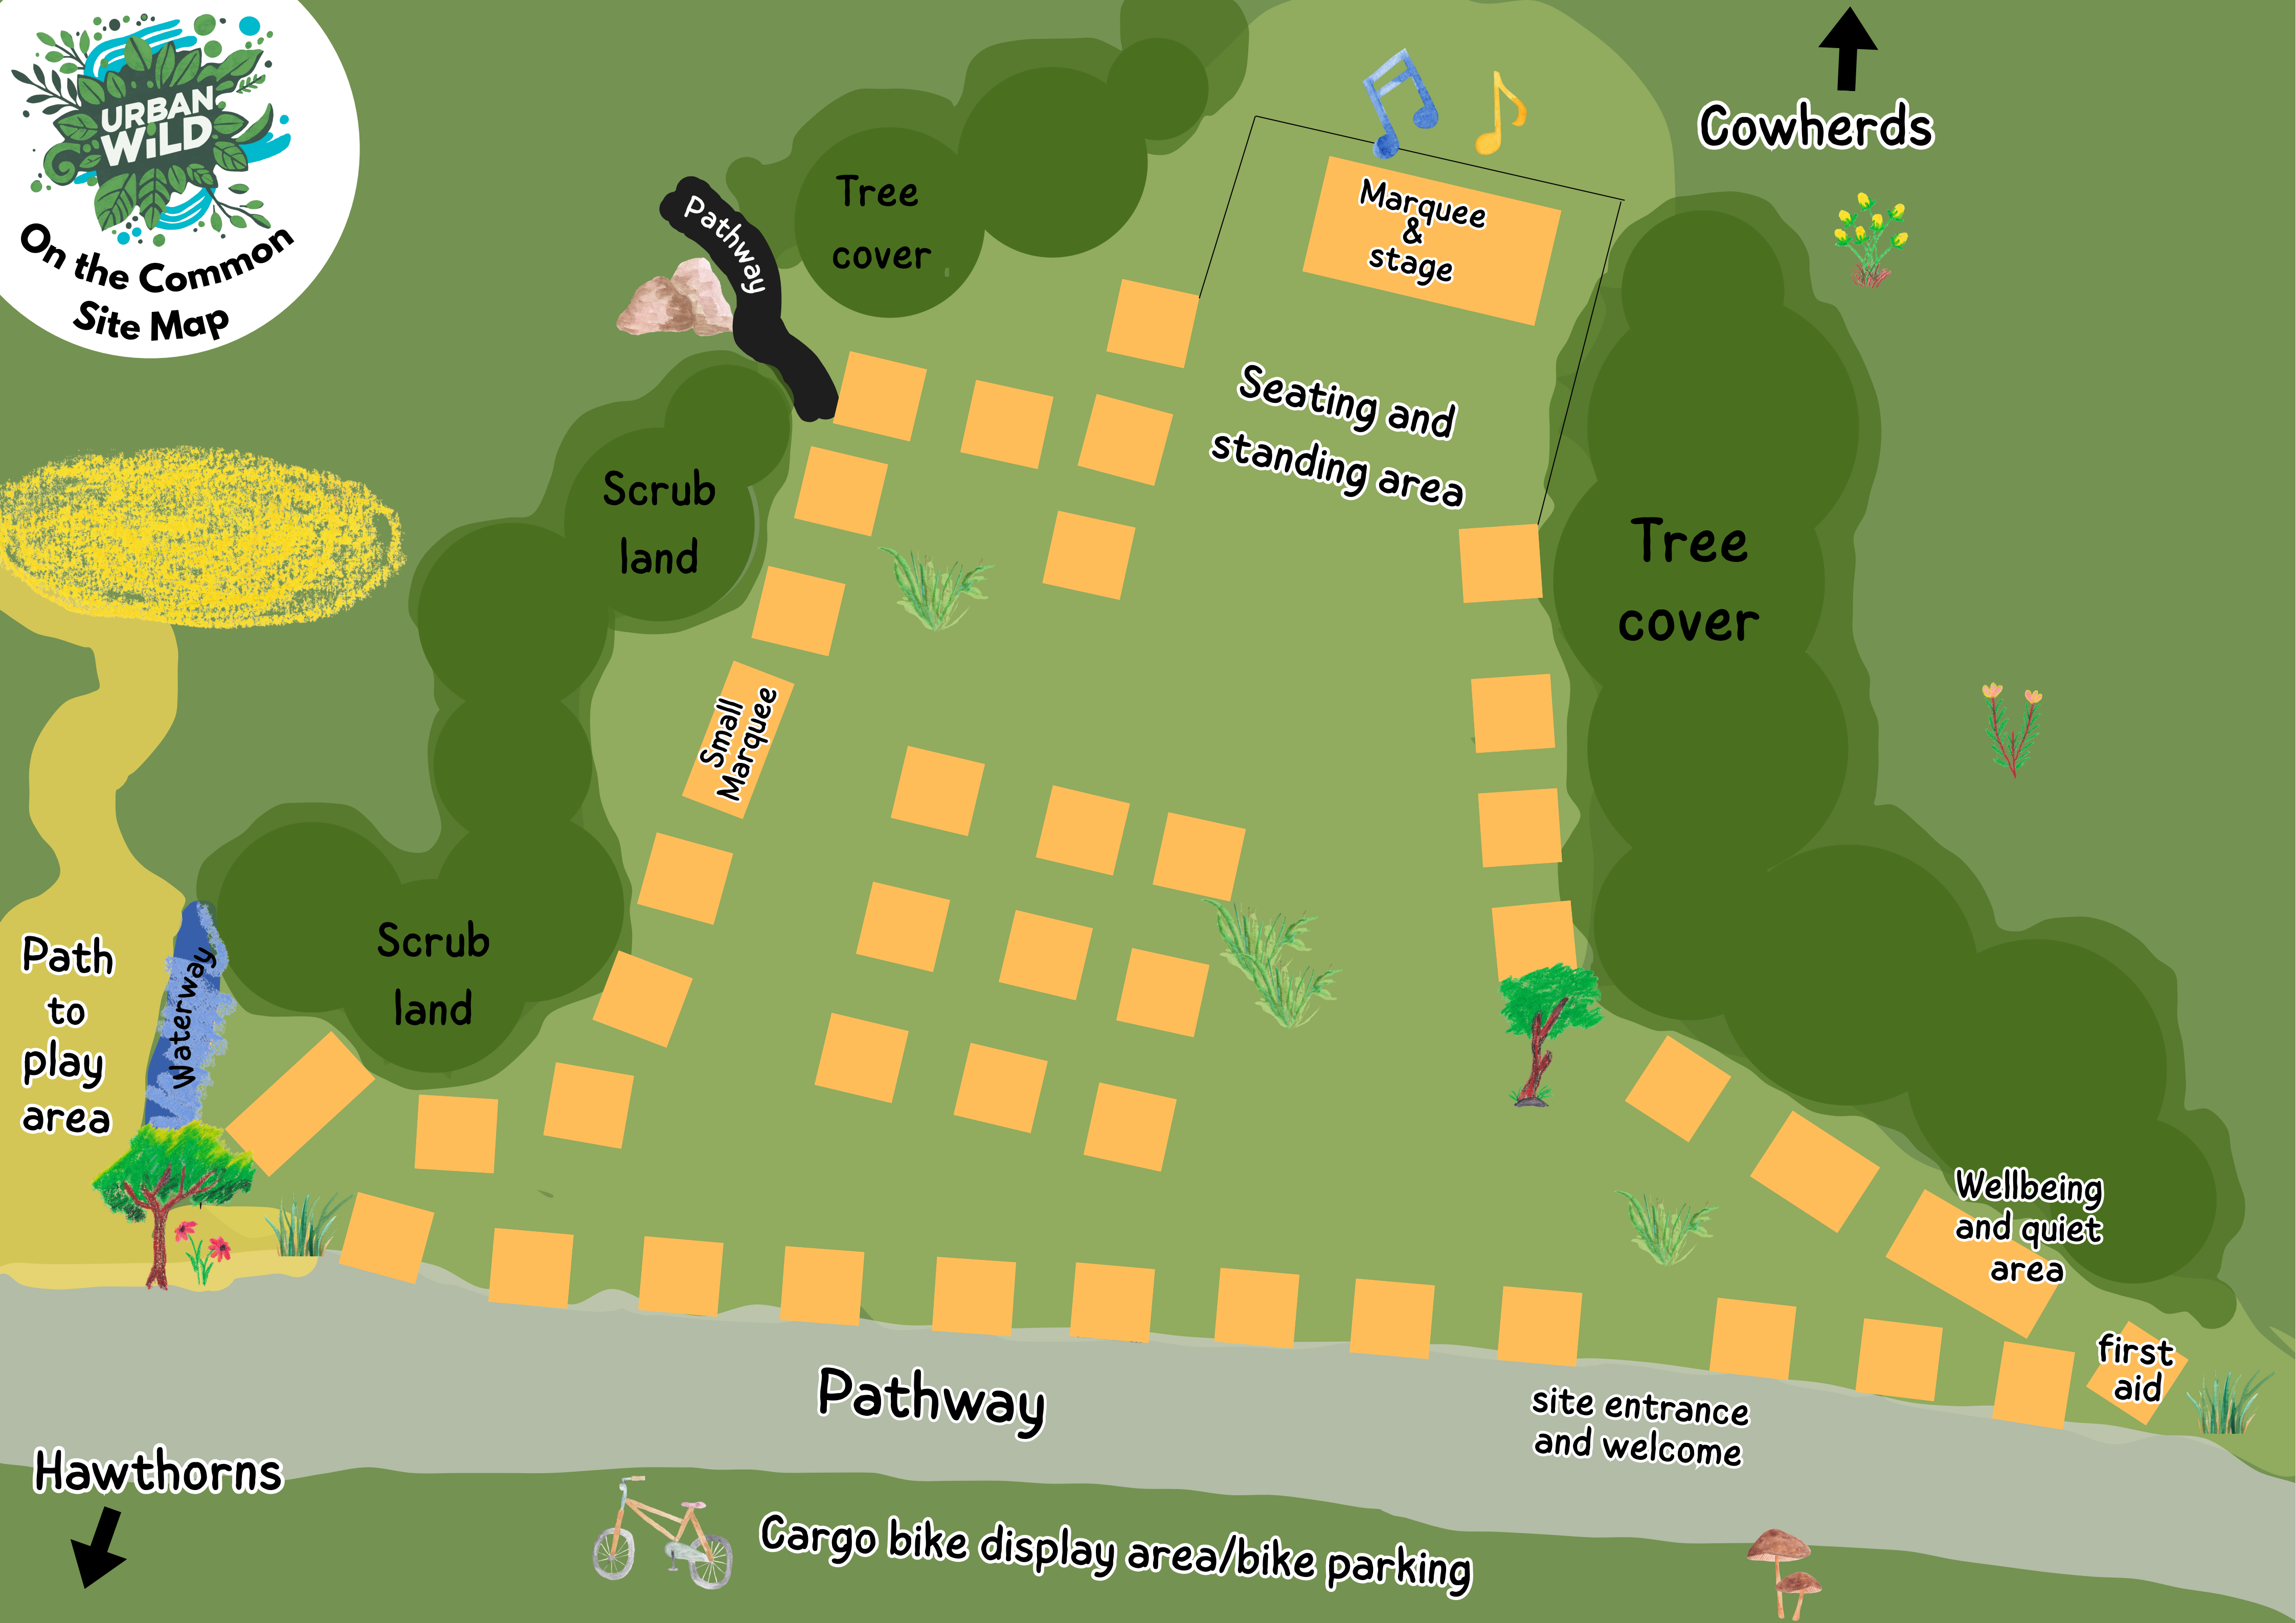 URBAN
WiLD
On the Common
Site Map
Cowherds
Pathway
Tree
cover
Marquee
&
stage
Seating and
standing area
Scrub
land
Tree
cover
Small
Marquee
Scrub
land
Path
to
play
area
Waterway
Wellbeing
and quiet
area
first
aid
Pathway
site entrance
and welcome
Hawthorns
Cargo bike display area/bike parking